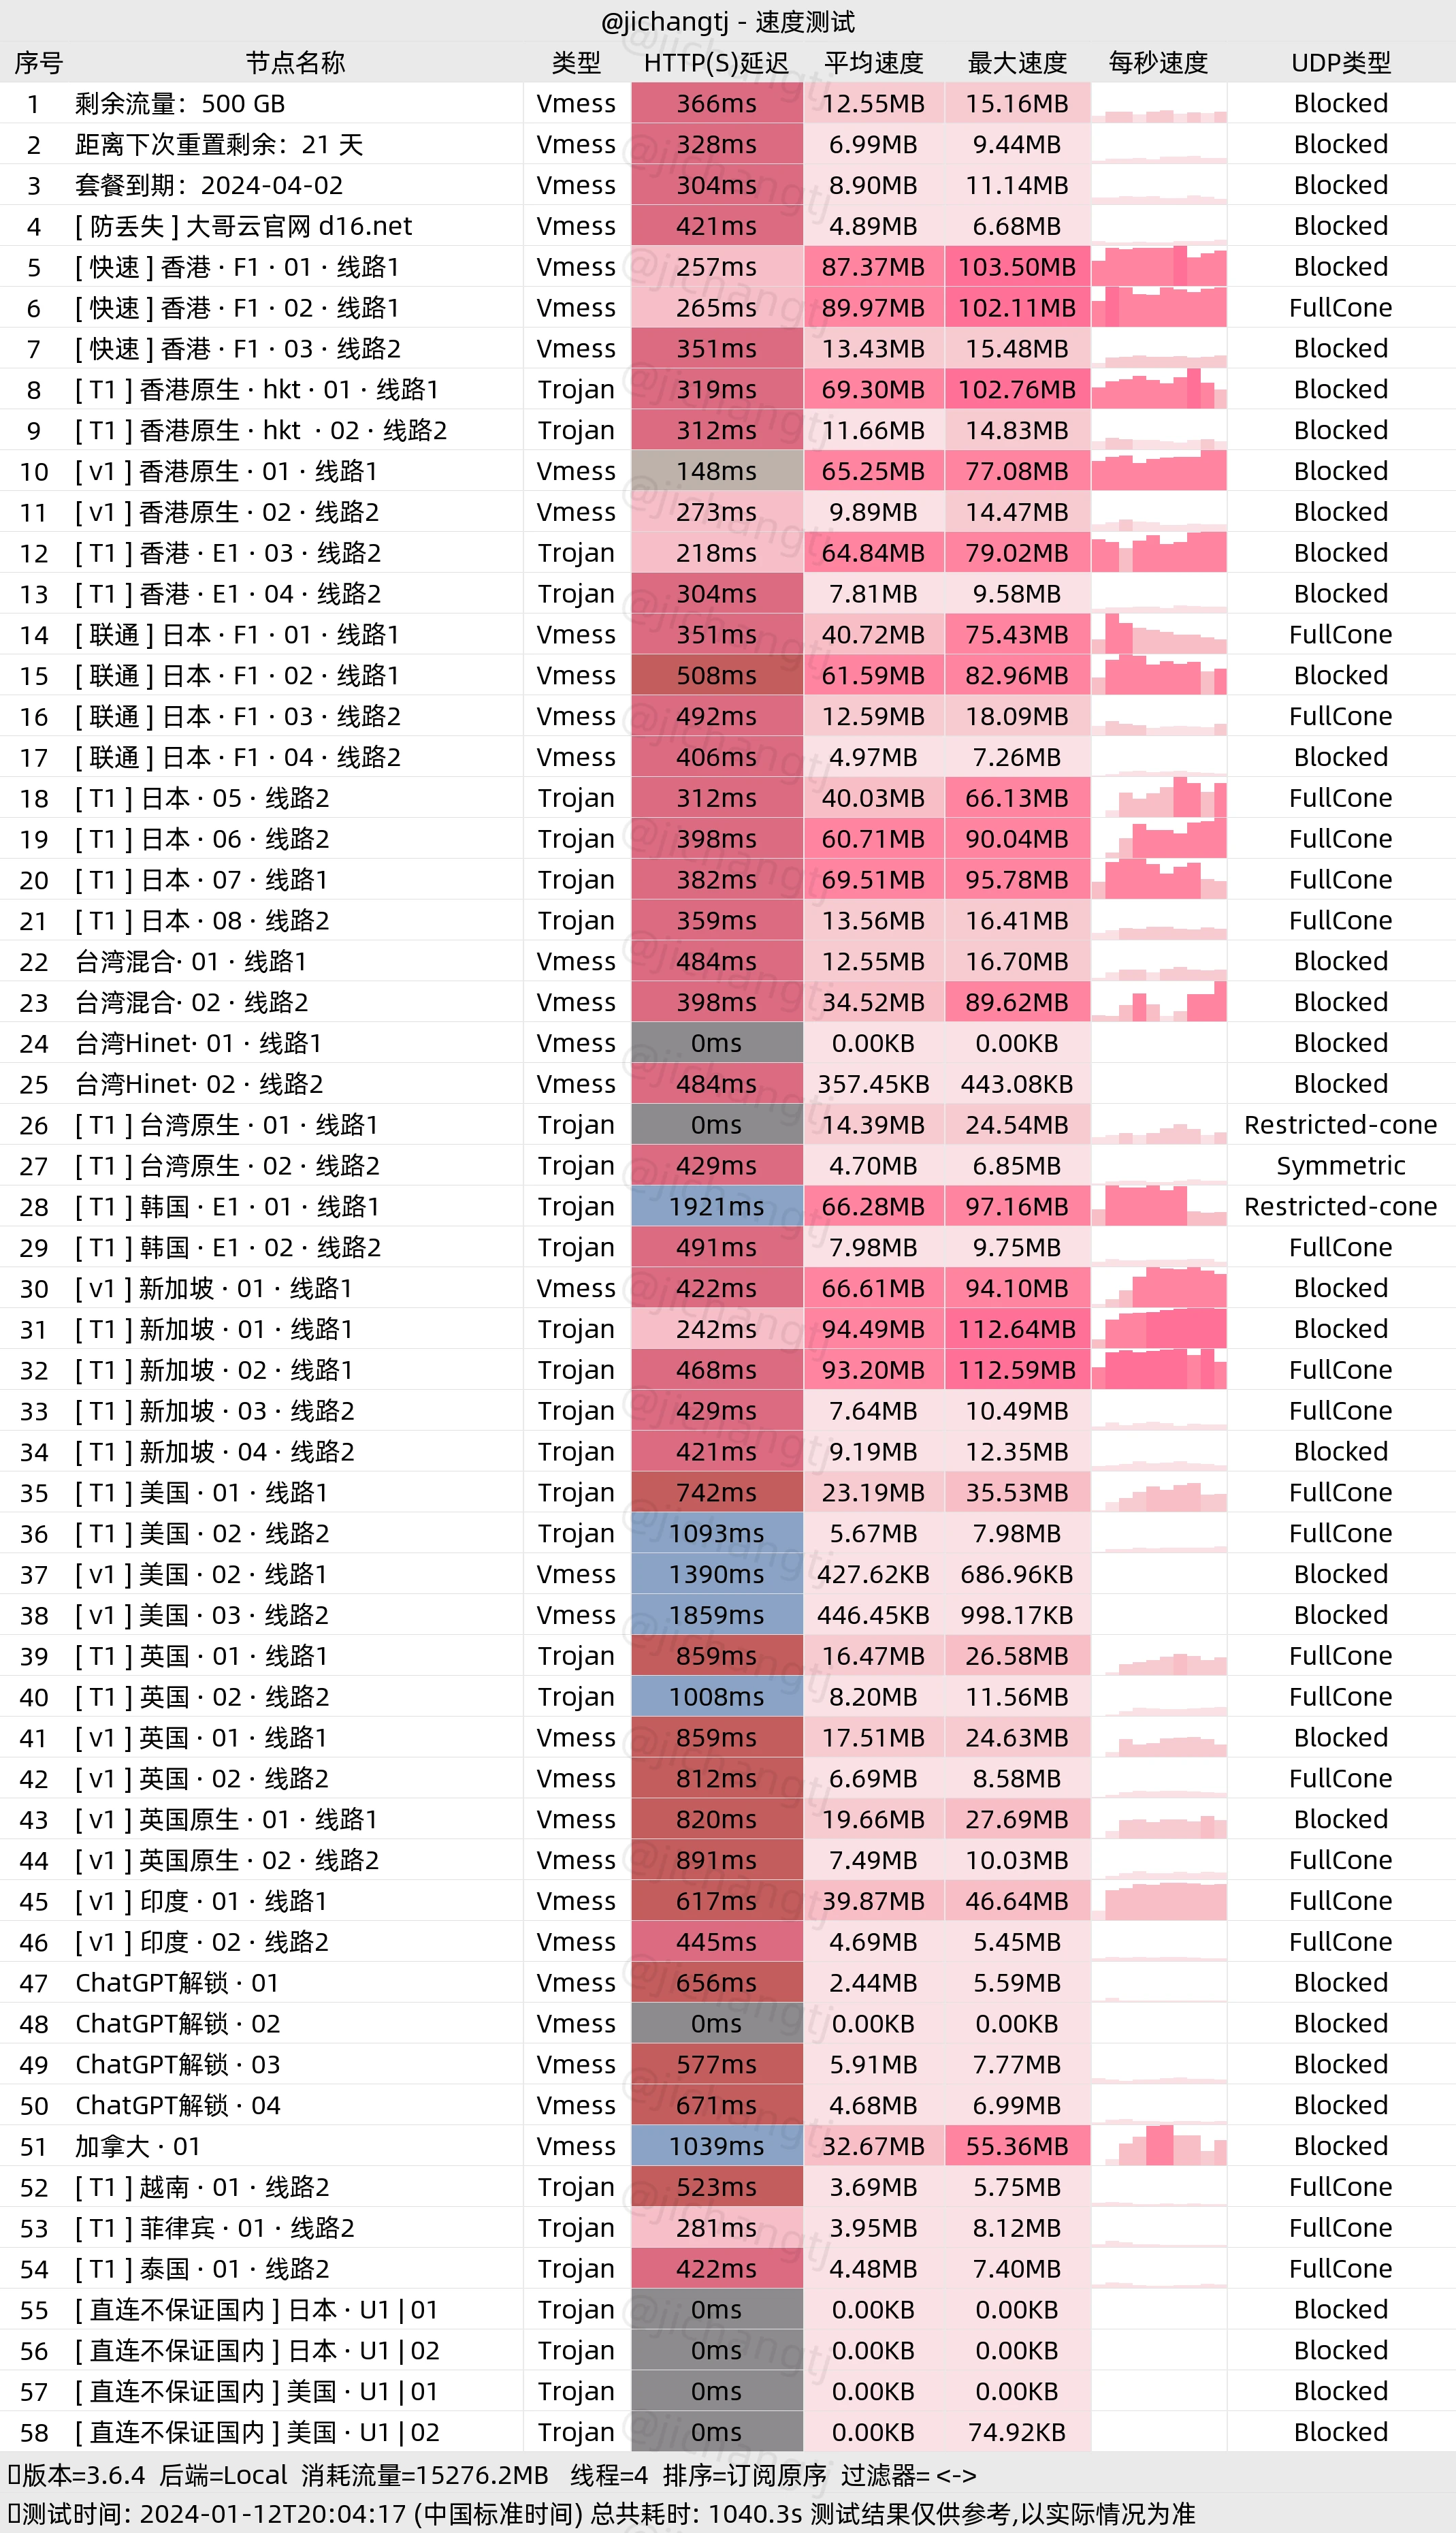 @jichangtj - 速度测试
序号 节点名称 类型 HTTP(S)延迟 平均速度 最大速度 每秒速度 UDP类型
1 剩余流量：500 GB Vmess 366ms 12.55MB 15.16MB Blocked
2 距离下次重置剩余：21 天 Vmess 328ms 6.99MB 9.44MB Blocked
3 套餐到期：2024-04-02 Vmess 304ms 8.90MB 11.14MB Blocked
4 [ 防丢失 ] 大哥云官网 d16.net Vmess 421ms 4.89MB 6.68MB Blocked
5 [ 快速 ] 香港 · F1 · 01 · 线路1 Vmess 257ms 87.37MB 103.50MB Blocked
6 [ 快速 ] 香港 · F1 · 02 · 线路1 Vmess 265ms 89.97MB 102.11MB FullCone
7 [ 快速 ] 香港 · F1 · 03 · 线路2 Vmess 351ms 13.43MB 15.48MB Blocked
8 [ T1 ] 香港原生 · hkt · 01 · 线路1 Trojan 319ms 69.30MB 102.76MB Blocked
9 [ T1 ] 香港原生 · hkt · 02 · 线路2 Trojan 312ms 11.66MB 14.83MB Blocked
10 [ v1 ] 香港原生 · 01 · 线路1 Vmess 148ms 65.25MB 77.08MB Blocked
11 [ v1 ] 香港原生 · 02 · 线路2 Vmess 273ms 9.89MB 14.47MB Blocked
12 [ T1 ] 香港 · E1 · 03 · 线路2 Trojan 218ms 64.84MB 79.02MB Blocked
13 [ T1 ] 香港 · E1 · 04 · 线路2 Trojan 304ms 7.81MB 9.58MB Blocked
14 [ 联通 ] 日本 · F1 · 01 · 线路1 Vmess 351ms 40.72MB 75.43MB FullCone
15 [ 联通 ] 日本 · F1 · 02 · 线路1 Vmess 508ms 61.59MB 82.96MB Blocked
16 [ 联通 ] 日本 · F1 · 03 · 线路2 Vmess 492ms 12.59MB 18.09MB FullCone
17 [ 联通 ] 日本 · F1 · 04 · 线路2 Vmess 406ms 4.97MB 7.26MB Blocked
18 [ T1 ] 日本 · 05 · 线路2 Trojan 312ms 40.03MB 66.13MB FullCone
19 [ T1 ] 日本 · 06 · 线路2 Trojan 398ms 60.71MB 90.04MB FullCone
20 [ T1 ] 日本 · 07 · 线路1 Trojan 382ms 69.51MB 95.78MB FullCone
21 [ T1 ] 日本 · 08 · 线路2 Trojan 359ms 13.56MB 16.41MB FullCone
22 台湾混合· 01 · 线路1 Vmess 484ms 12.55MB 16.70MB Blocked
23 台湾混合· 02 · 线路2 Vmess 398ms 34.52MB 89.62MB Blocked
24 台湾Hinet· 01 · 线路1 Vmess 0ms 0.00KB 0.00KB Blocked
25 台湾Hinet· 02 · 线路2 Vmess 484ms 357.45KB 443.08KB Blocked
26 [ T1 ] 台湾原生 · 01 · 线路1 Trojan 0ms 14.39MB 24.54MB Restricted-cone
27 [ T1 ] 台湾原生 · 02 · 线路2 Trojan 429ms 4.70MB 6.85MB Symmetric
28 [ T1 ] 韩国 · E1 · 01 · 线路1 Trojan 1921ms 66.28MB 97.16MB Restricted-cone
29 [ T1 ] 韩国 · E1 · 02 · 线路2 Trojan 491ms 7.98MB 9.75MB FullCone
30 [ v1 ] 新加坡 · 01 · 线路1 Vmess 422ms 66.61MB 94.10MB Blocked
31 [ T1 ] 新加坡 · 01 · 线路1 Trojan 242ms 94.49MB 112.64MB Blocked
32 [ T1 ] 新加坡 · 02 · 线路1 Trojan 468ms 93.20MB 112.59MB FullCone
33 [ T1 ] 新加坡 · 03 · 线路2 Trojan 429ms 7.64MB 10.49MB FullCone
34 [ T1 ] 新加坡 · 04 · 线路2 Trojan 421ms 9.19MB 12.35MB Blocked
35 [ T1 ] 美国 · 01 · 线路1 Trojan 742ms 23.19MB 35.53MB FullCone
36 [ T1 ] 美国 · 02 · 线路2 Trojan 1093ms 5.67MB 7.98MB FullCone
37 [ v1 ] 美国 · 02 · 线路1 Vmess 1390ms 427.62KB 686.96KB Blocked
38 [ v1 ] 美国 · 03 · 线路2 Vmess 1859ms 446.45KB 998.17KB Blocked
39 [ T1 ] 英国 · 01 · 线路1 Trojan 859ms 16.47MB 26.58MB FullCone
40 [ T1 ] 英国 · 02 · 线路2 Trojan 1008ms 8.20MB 11.56MB FullCone
41 [ v1 ] 英国 · 01 · 线路1 Vmess 859ms 17.51MB 24.63MB Blocked
42 [ v1 ] 英国 · 02 · 线路2 Vmess 812ms 6.69MB 8.58MB FullCone
43 [ v1 ] 英国原生 · 01 · 线路1 Vmess 820ms 19.66MB 27.69MB Blocked
44 [ v1 ] 英国原生 · 02 · 线路2 Vmess 891ms 7.49MB 10.03MB FullCone
45 [ v1 ] 印度 · 01 · 线路1 Vmess 617ms 39.87MB 46.64MB FullCone
46 [ v1 ] 印度 · 02 · 线路2 Vmess 445ms 4.69MB 5.45MB FullCone
47 ChatGPT解锁 · 01 Vmess 656ms 2.44MB 5.59MB Blocked
48 ChatGPT解锁 · 02 Vmess 0ms 0.00KB 0.00KB Blocked
49 ChatGPT解锁 · 03 Vmess 577ms 5.91MB 7.77MB Blocked
50 ChatGPT解锁 · 04 Vmess 671ms 4.68MB 6.99MB Blocked
51 加拿大 · 01 Vmess 1039ms 32.67MB 55.36MB Blocked
52 [ T1 ] 越南 · 01 · 线路2 Trojan 523ms 3.69MB 5.75MB FullCone
53 [ T1 ] 菲律宾 · 01 · 线路2 Trojan 281ms 3.95MB 8.12MB FullCone
54 [ T1 ] 泰国 · 01 · 线路2 Trojan 422ms 4.48MB 7.40MB FullCone
55 [ 直连不保证国内 ] 日本 · U1 | 01 Trojan 0ms 0.00KB 0.00KB Blocked
56 [ 直连不保证国内 ] 日本 · U1 | 02 Trojan 0ms 0.00KB 0.00KB Blocked
57 [ 直连不保证国内 ] 美国 · U1 | 01 Trojan 0ms 0.00KB 0.00KB Blocked
58 [ 直连不保证国内 ] 美国 · U1 | 02 Trojan 0ms 0.00KB 74.92KB Blocked
版本=3.6.4 后端=Local 消耗流量=15276.2MB 线程=4 排序=订阅原序 过滤器= <->
测试时间: 2024-01-12T20:04:17 (中国标准时间) 总共耗时: 1040.3s 测试结果仅供参考,以实际情况为准